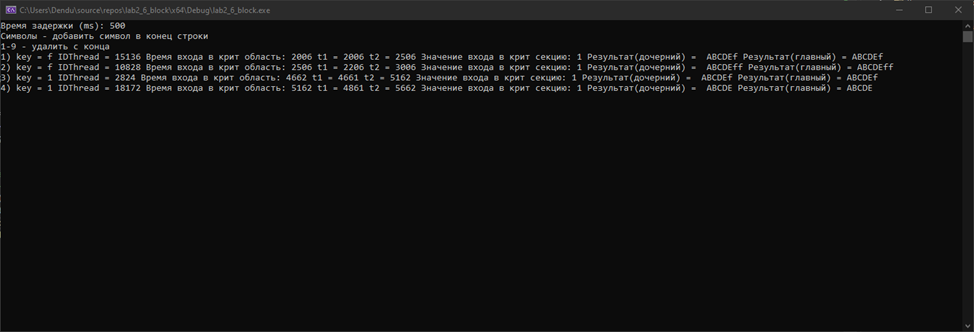 C:\Users\Dendu\source\repos\lab2_6_block\x64\Debug\lab2_6_block.exe
Время задержки (ms): 500
Символы - добавить символ в конец строки
1-9 - удалить с конца
1) key = f IDThread = 15136 Время входа в крит область: 2006 t1 = 2006 t2 = 2506 Значение входа в крит секцию: 1 Результат(дочерний) =  ABCDEf Результат(главный) = ABCDEf
2) key = f IDThread = 10828 Время входа в крит область: 2506 t1 = 2206 t2 = 3006 Значение входа в крит секцию: 1 Результат(дочерний) =  ABCDEff Результат(главный) = ABCDEff
3) key = 1 IDThread = 2824 Время входа в крит область: 4662 t1 = 4661 t2 = 5162 Значение входа в крит секцию: 1 Результат(дочерний) =  ABCDEf Результат(главный) = ABCDEf
4) key = 1 IDThread = 18172 Время входа в крит область: 5162 t1 = 4861 t2 = 5662 Значение входа в крит секцию: 1 Результат(дочерний) =  ABCDE Результат(главный) = ABCDE